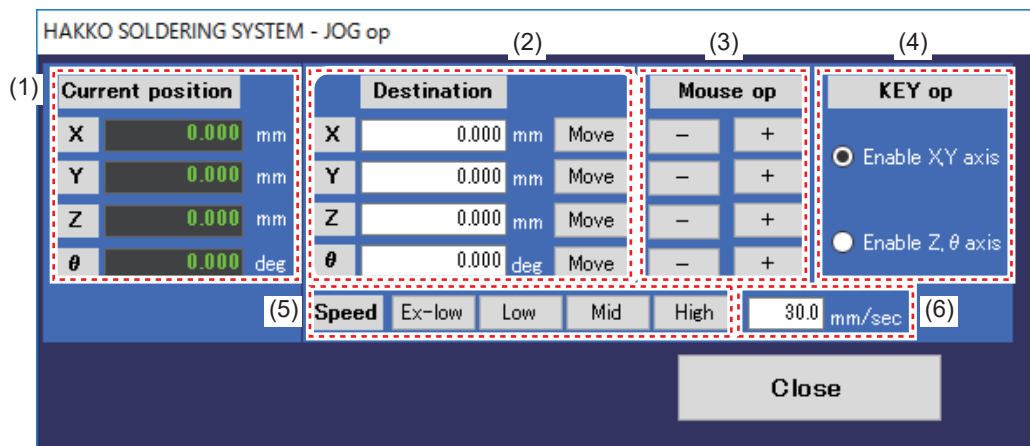 HAKKO SOLDERING SYSTEM - JOG op
(1) (2) (3) (4)
Current position Destination Mouse op KEY op
X 0.000 mm X 0.000 mm Move - +
Enable X,Y axis
Y 0.000 mm Y 0.000 mm Move - +
Z 0.000 mm Z 0.000 mm Move - +
Enable Z, θ axis
θ 0.000 deg θ 0.000 deg Move - +
(5) Speed Ex-low Low Mid High 30.0 mm/sec (6)
Close